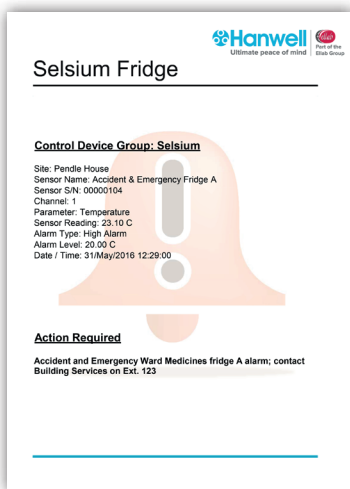 Hanwell
Ultimate peace of mind
Ellab
Part of the
Ellab Group
Selsium Fridge
Control Device Group: Selsium
Site: Pendle House
Sensor Name: Accident & Emergency Fridge A
Sensor S/N: 00000104
Channel: 1
Parameter: Temperature
Sensor Reading: 23.10 C
Alarm Type: High Alarm
Alarm Level: 20.00 C
Date / Time: 31/May/2016 12:29:00
Action Required
Accident and Emergency Ward Medicines fridge A alarm; contact
Building Services on Ext. 123